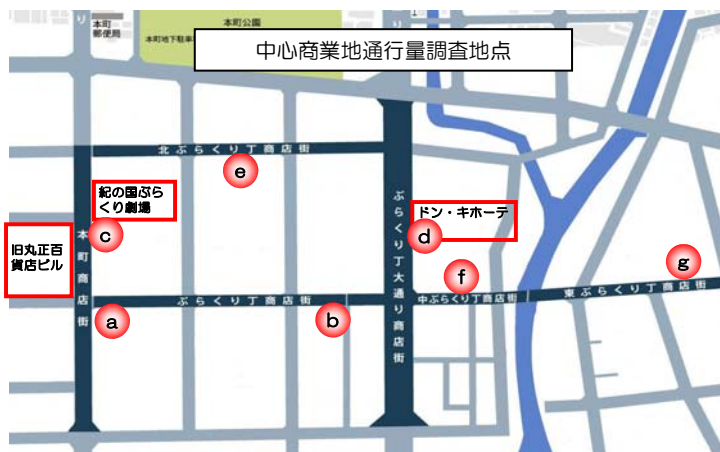 り
本町
郵便局
本町公園
本町地下駐車
り
中心商業地通行量調査地点
北ぶらくり丁商店街
e
紀の国ぶら
くり劇場
旧丸正百
貨店ビル
c
本町商店街
ぶらくり丁大通り商店街
ドン・キホーテ
d
f
g
a
ぶらくり丁商店街
b
中ぶらくり丁商店街
東ぶらくり丁商店街